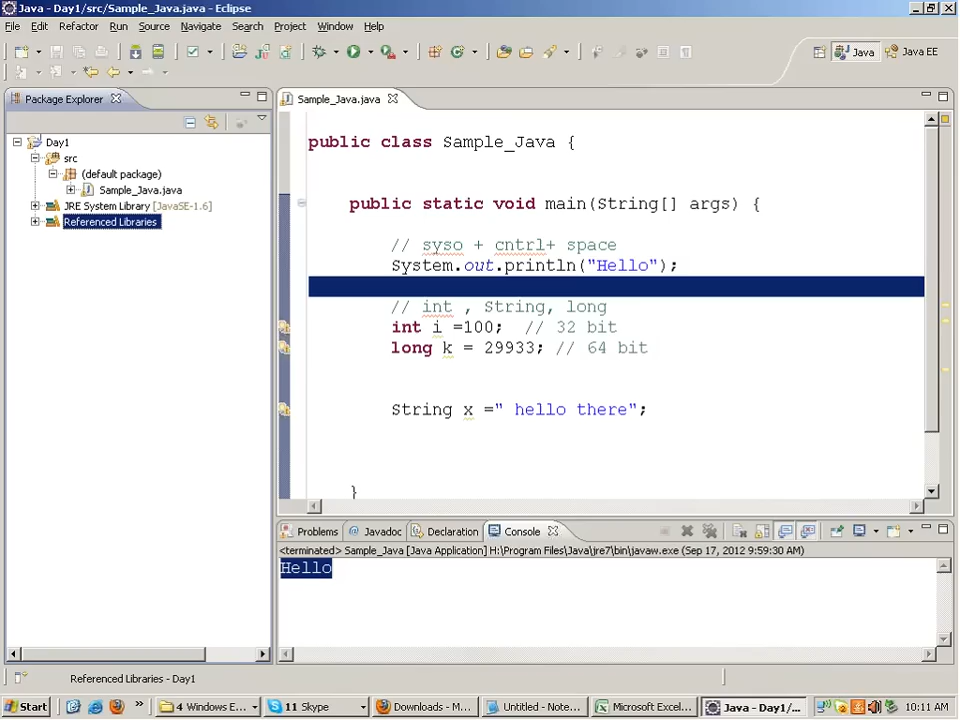 Java - Day1/src/Sample_Java.java - Eclipse
File Edit Refactor Run Source Navigate Search Project Window Help
Java Java EE
Package Explorer
Sample_Java.java
Day1
src
(default package)
Sample_Java.java
JRE System Library [JavaSE-1.6]
Referenced Libraries
public class Sample_Java {
public static void main(String[] args) {
// syso + cntrl+ space
System.out.println("Hello");
// int , String, long
int i =100; // 32 bit
long k = 29933; // 64 bit
String x =" hello there";
}
Problems Javadoc Declaration Console
<terminated> Sample_Java [Java Application] H:\Program Files\Java\jre7\bin\javaw.exe (Sep 17, 2012 9:59:30 AM)
Hello
Referenced Libraries - Day1
Start » 4 Windows E... 11 Skype Downloads - M... Untitled - Note... Microsoft Excel... Java - Day1/... 10:11 AM